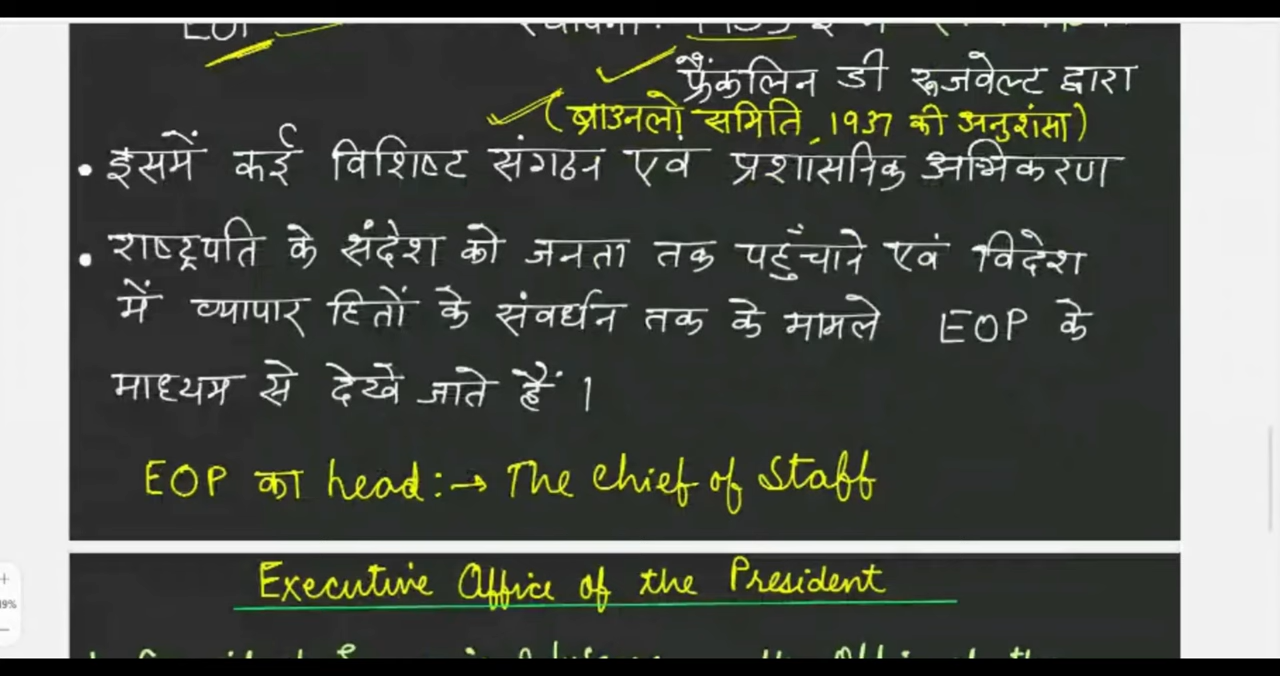 EOP
फ्रैंकलिन डी रूजवेल्ट द्वारा
(ब्राउनलो समिति, 1937 की अनुशंसा)
• इसमें कई विशिष्ट संगठन एवं प्रशासनिक अभिकरण
• राष्ट्रपति के संदेश को जनता तक पहुँचाने एवं विदेश
में व्यापार हितों के संवर्धन तक के मामले EOP के
माध्यम से देखे जाते हैं।
EOP का head:→ The Chief of Staff
Executive Office of the President